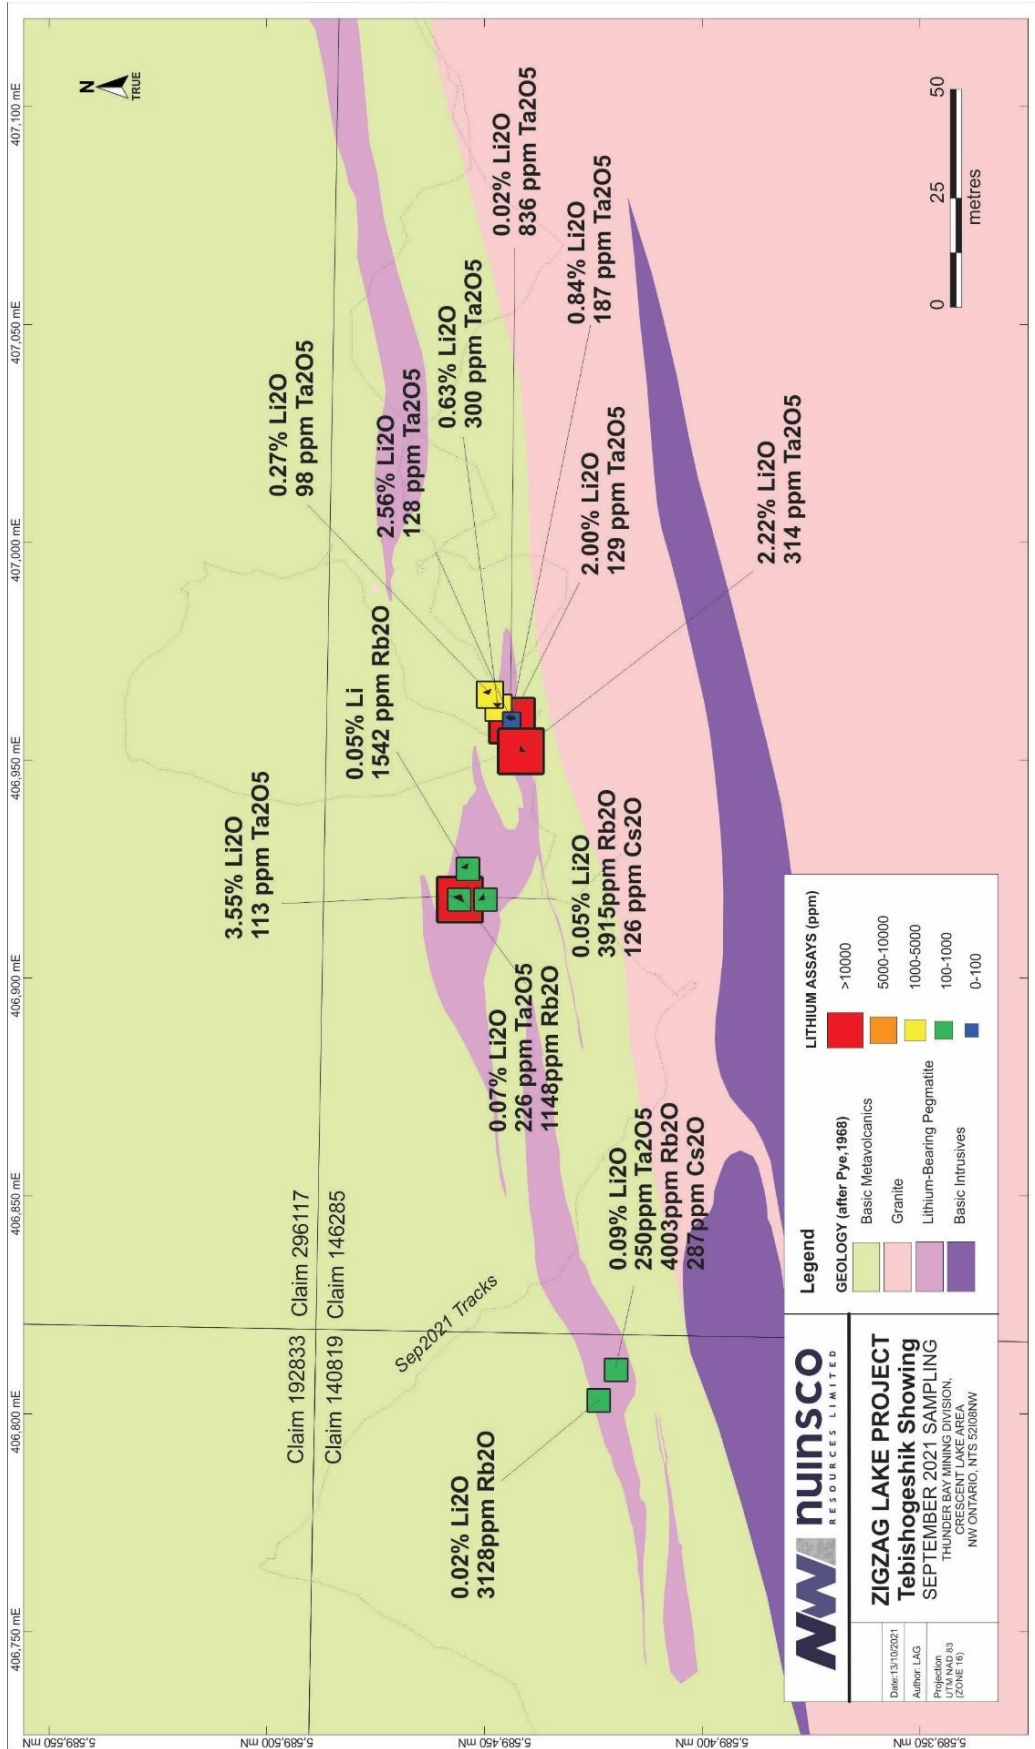 406,750 mE
406,800 mE
406,850 mE
406,900 mE
406,950 mE
407,000 mE
407,050 mE
407,100 mE
5,589,550 mN
5,589,500 mN
5,589,450 mN
5,589,400 mN
5,589,350 mN
N
TRUE
Claim 192833
Claim 296117
Claim 140819
Claim 146285
Sep2021 Tracks
3.55% Li2O
113 ppm Ta2O5
0.05% Li
1542 ppm Rb2O
0.27% Li2O
98 ppm Ta2O5
2.56% Li2O
128 ppm Ta2O5
0.63% Li2O
300 ppm Ta2O5
0.02% Li2O
836 ppm Ta2O5
0.84% Li2O
187 ppm Ta2O5
2.00% Li2O
129 ppm Ta2O5
2.22% Li2O
314 ppm Ta2O5
0.05% Li2O
3915ppm Rb2O
126 ppm Cs2O
0.07% Li2O
226 ppm Ta2O5
1148ppm Rb2O
0.09% Li2O
250ppm Ta2O5
4003ppm Rb2O
287ppm Cs2O
0.02% Li2O
3128ppm Rb2O
0 25 50
metres
nuinsco
RESOURCES LIMITED
Date:13/10/2021
Author: LAG
Projection
UTM NAD 83
(ZONE 16)
ZIGZAG LAKE PROJECT
Tebishogeshik Showing
SEPTEMBER 2021 SAMPLING
THUNDER BAY MINING DIVISION,
CRESCENT LAKE AREA
NW ONTARIO, NTS 52I08NW
Legend
GEOLOGY (after Pye,1968)
Basic Metavolcanics
Granite
Lithium-Bearing Pegmatite
Basic Intrusives
LITHIUM ASSAYS (ppm)
>10000
5000-10000
1000-5000
100-1000
0-100